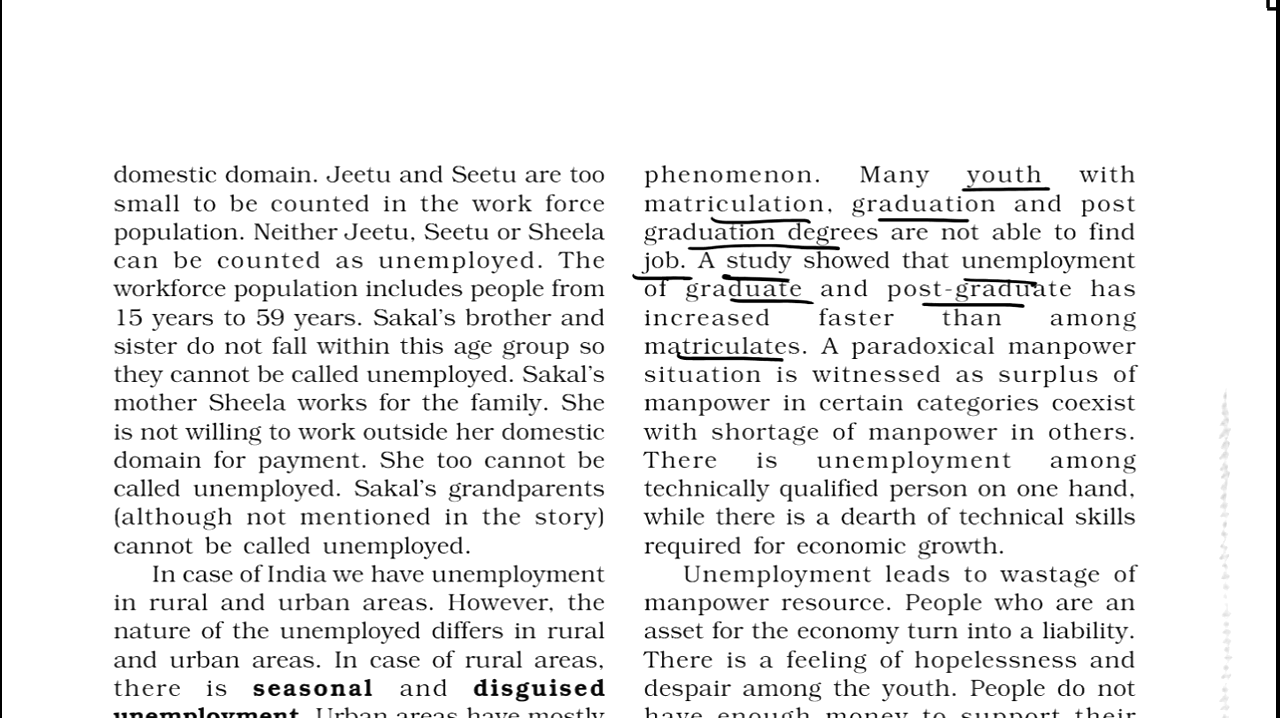 domestic domain. Jeetu and Seetu are too
small to be counted in the work force
population. Neither Jeetu, Seetu or Sheela
can be counted as unemployed. The
workforce population includes people from
15 years to 59 years. Sakal's brother and
sister do not fall within this age group so
they cannot be called unemployed. Sakal's
mother Sheela works for the family. She
is not willing to work outside her domestic
domain for payment. She too cannot be
called unemployed. Sakal's grandparents
(although not mentioned in the story)
cannot be called unemployed.
In case of India we have unemployment
in rural and urban areas. However, the
nature of the unemployed differs in rural
and urban areas. In case of rural areas,
there is seasonal and disguised
unemployment. Urban areas have mostly
phenomenon. Many youth with
matriculation, graduation and post
graduation degrees are not able to find
job. A study showed that unemployment
of graduate and post-graduate has
increased faster than among
matriculates. A paradoxical manpower
situation is witnessed as surplus of
manpower in certain categories coexist
with shortage of manpower in others.
There is unemployment among
technically qualified person on one hand,
while there is a dearth of technical skills
required for economic growth.
Unemployment leads to wastage of
manpower resource. People who are an
asset for the economy turn into a liability.
There is a feeling of hopelessness and
despair among the youth. People do not
have enough money to support their